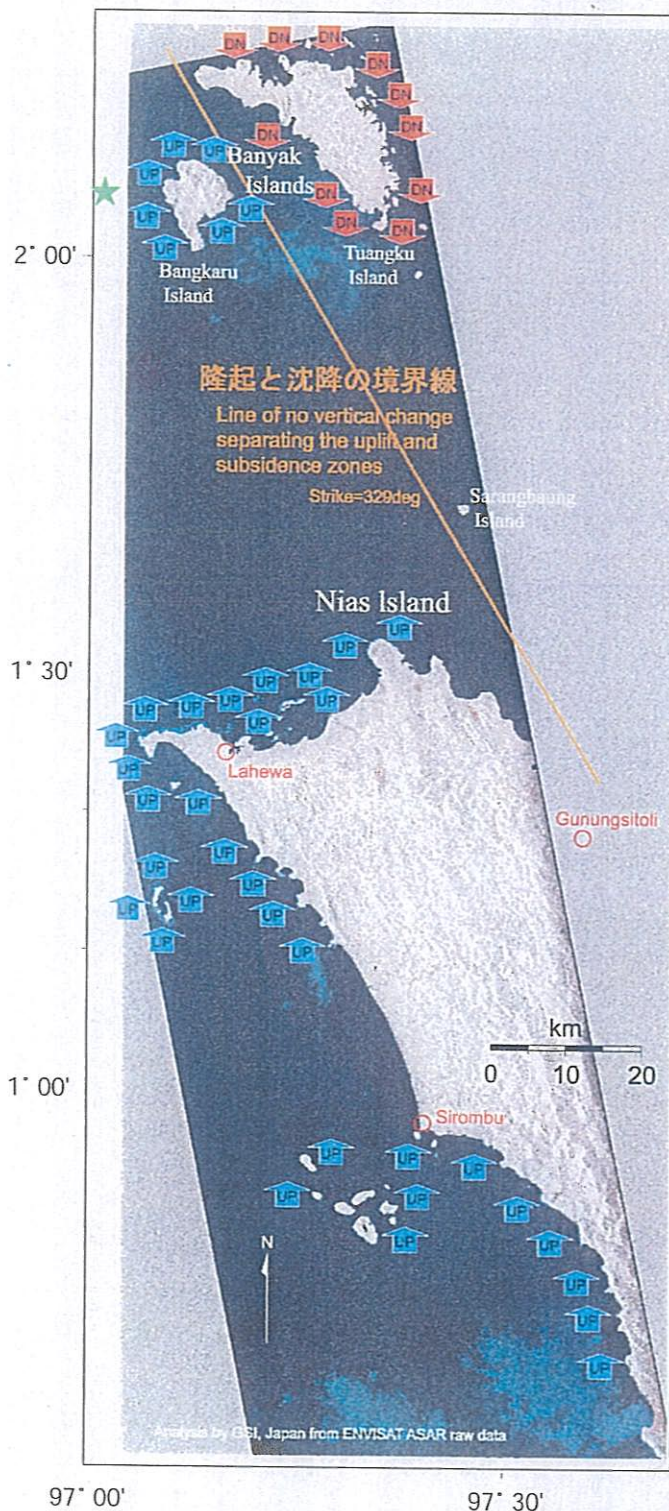 DN DN DN
DN
DN
DN
DN
UP UP
Banyak
Islands
UP
DN DN
UP UP
UP DN DN
UP
2° 00'
Bangkaru
Island
Tuangku
Island
隆起と沈降の境界線
Line of no vertical change
separating the uplift and
subsidence zones
Strike=329deg
Sarangbaung
Island
Nias Island
UP
UP
1° 30'
UP UP
UP UP UP UP
UP
UP
Lahewa
UP
UP UP
Gunungsitoli
UP
UP
UP
UP UP
UP
UP UP
km
0 10 20
1° 00'
Sirombu
UP UP UP
UP UP UP
UP UP
N
UP
UP
UP
Analysis by GSI, Japan from ENVISAT ASAR raw data
97° 00' 97° 30'